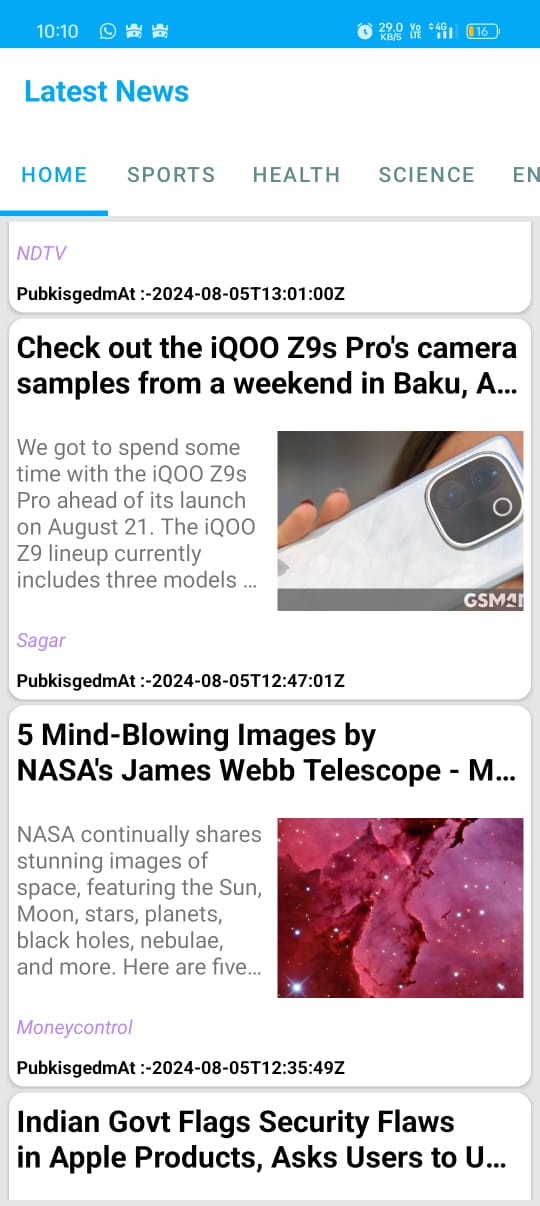 10:10
29.0 KB/S
Vo LTE
4G
16
Latest News
HOME SPORTS HEALTH SCIENCE EN
NDTV
PubkisgedmAt :-2024-08-05T13:01:00Z
Check out the iQOO Z9s Pro's camera
samples from a weekend in Baku, A...
We got to spend some
time with the iQOO Z9s
Pro ahead of its launch
on August 21. The iQOO
Z9 lineup currently
includes three models ...
GSMAR
Sagar
PubkisgedmAt :-2024-08-05T12:47:01Z
5 Mind-Blowing Images by
NASA's James Webb Telescope - M...
NASA continually shares
stunning images of
space, featuring the Sun,
Moon, stars, planets,
black holes, nebulae,
and more. Here are five...
Moneycontrol
PubkisgedmAt :-2024-08-05T12:35:49Z
Indian Govt Flags Security Flaws
in Apple Products, Asks Users to U...